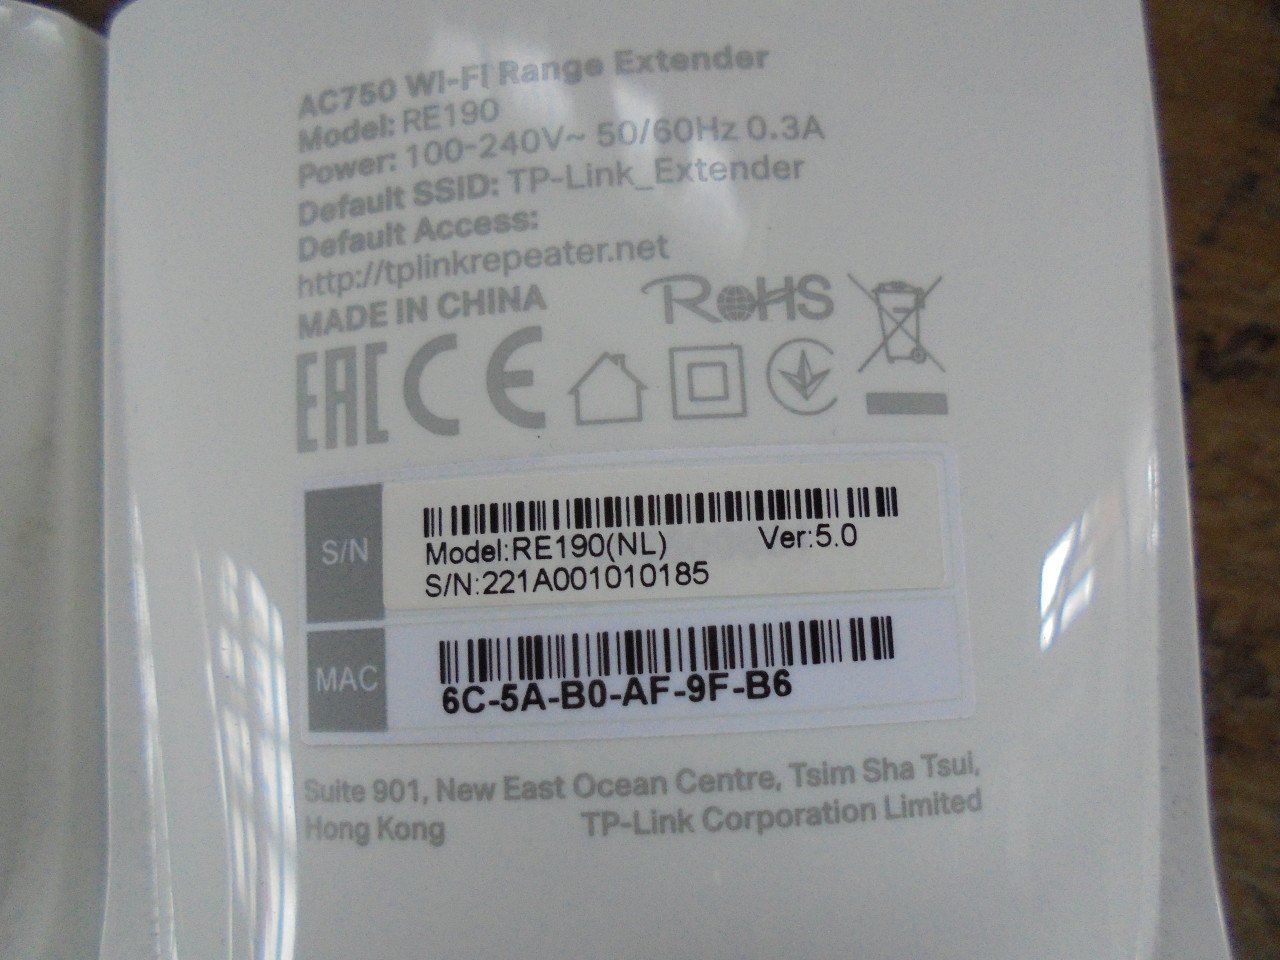 AC750 Wi-Fi Range Extender
Model: RE190
Power: 100-240V~ 50/60Hz 0.3A
Default SSID: TP-Link_Extender
Default Access:
http://tplinkrepeater.net
MADE IN CHINA
RoHS
EAC CE
S/N
Model:RE190(NL) Ver:5.0
S/N:221A001010185
MAC
6C-5A-B0-AF-9F-B6
Suite 901, New East Ocean Centre, Tsim Sha Tsui,
Hong Kong TP-Link Corporation Limited